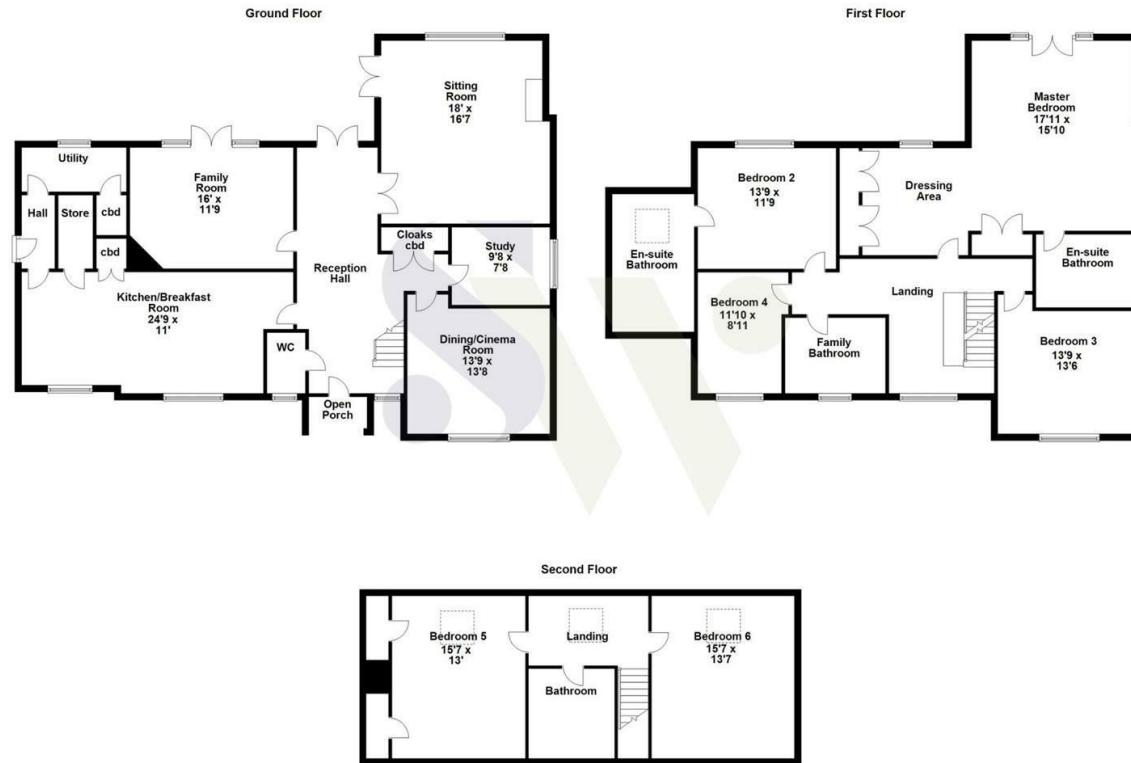 Ground Floor
Sitting
Room
18' x
16'7
Utility
Family
Room
16' x
11'9
Hall
Store
cbd
cbd
Cloaks
cbd
Study
9'8 x
7'8
Reception
Hall
Kitchen/Breakfast
Room
24'9 x
11'
WC
Dining/Cinema
Room
13'9 x
13'8
Open
Porch
First Floor
Master
Bedroom
17'11 x
15'10
Bedroom 2
13'9 x
11'9
Dressing
Area
En-suite
Bathroom
En-suite
Bathroom
Bedroom 4
11'10 x
8'11
Landing
Family
Bathroom
Bedroom 3
13'9 x
13'6
Second Floor
Bedroom 5
15'7 x
13'
Landing
Bedroom 6
15'7 x
13'7
Bathroom
SW